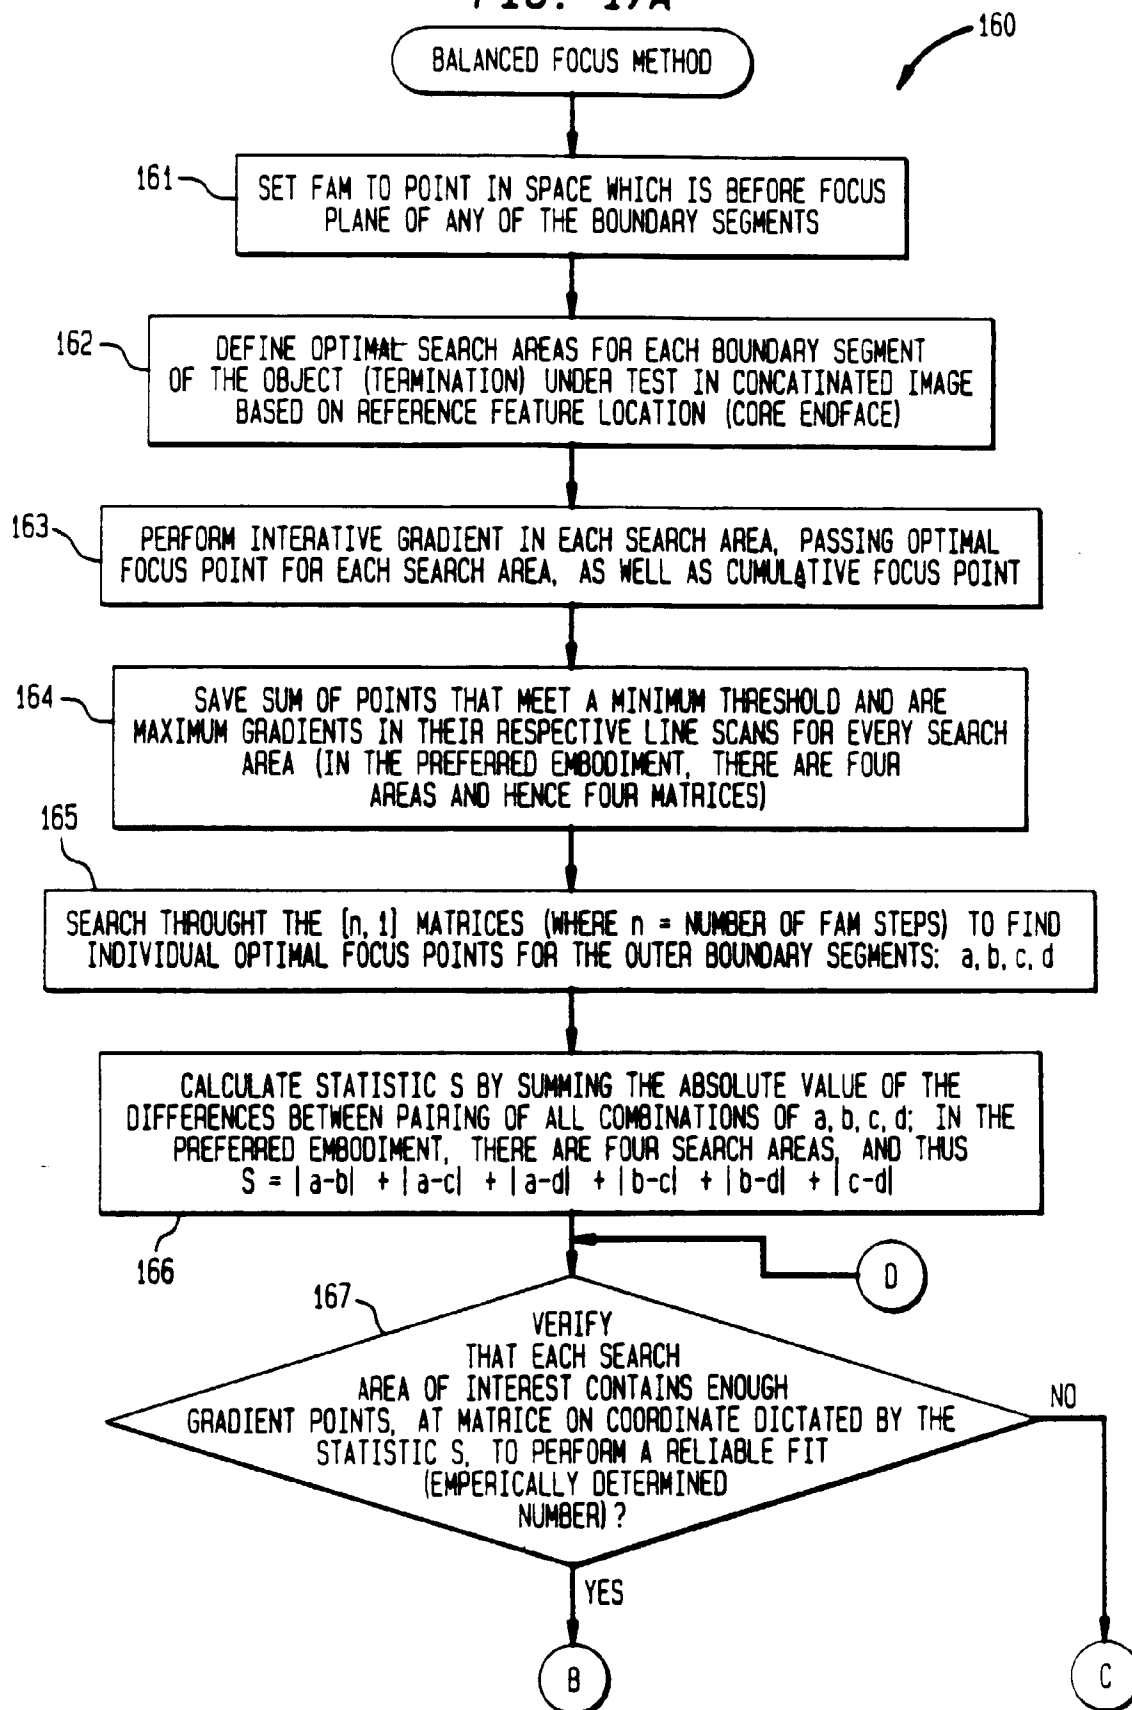 FIG. 17A
160
BALANCED FOCUS METHOD
161
SET FAM TO POINT IN SPACE WHICH IS BEFORE FOCUS
PLANE OF ANY OF THE BOUNDARY SEGMENTS
162
DEFINE OPTIMAL SEARCH AREAS FOR EACH BOUNDARY SEGMENT
OF THE OBJECT (TERMINATION) UNDER TEST IN CONCATINATED IMAGE
BASED ON REFERENCE FEATURE LOCATION (CORE ENDFACE)
163
PERFORM INTERATIVE GRADIENT IN EACH SEARCH AREA, PASSING OPTIMAL
FOCUS POINT FOR EACH SEARCH AREA, AS WELL AS CUMULATIVE FOCUS POINT
164
SAVE SUM OF POINTS THAT MEET A MINIMUM THRESHOLD AND ARE
MAXIMUM GRADIENTS IN THEIR RESPECTIVE LINE SCANS FOR EVERY SEARCH
AREA (IN THE PREFERRED EMBODIMENT, THERE ARE FOUR
AREAS AND HENCE FOUR MATRICES)
165
SEARCH THROUGHT THE [n, 1] MATRICES (WHERE n = NUMBER OF FAM STEPS) TO FIND
INDIVIDUAL OPTIMAL FOCUS POINTS FOR THE OUTER BOUNDARY SEGMENTS: a, b, c, d
CALCULATE STATISTIC S BY SUMMING THE ABSOLUTE VALUE OF THE
DIFFERENCES BETWEEN PAIRING OF ALL COMBINATIONS OF a, b, c, d; IN THE
PREFERRED EMBODIMENT, THERE ARE FOUR SEARCH AREAS, AND THUS
S = |a-b| + |a-c| + |a-d| + |b-c| + |b-d| + |c-d|
166
D
167
VERIFY
THAT EACH SEARCH
AREA OF INTEREST CONTAINS ENOUGH
GRADIENT POINTS, AT MATRICE ON COORDINATE DICTATED BY THE
STATISTIC S, TO PERFORM A RELIABLE FIT
(EMPERICALLY DETERMINED
NUMBER)?
NO
YES
B
C